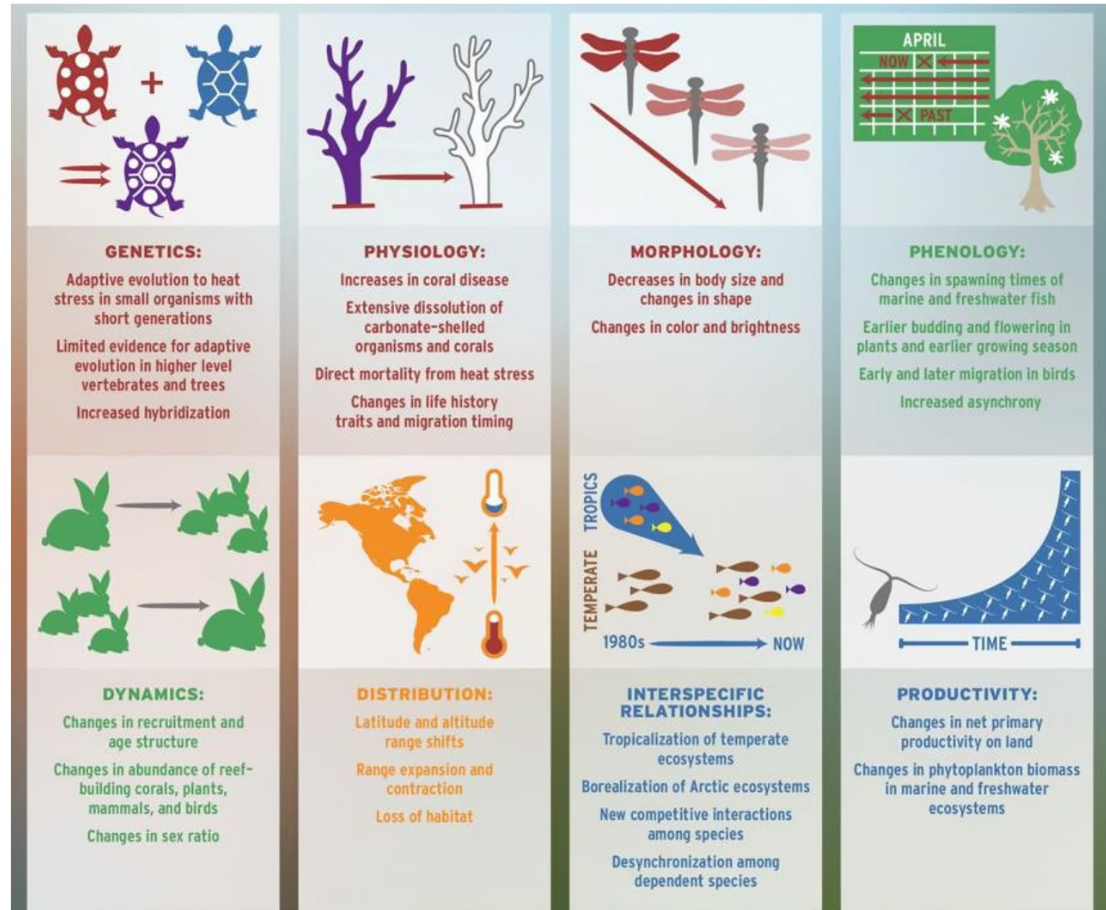 GENETICS:
Adaptive evolution to heat
stress in small organisms with
short generations
Limited evidence for adaptive
evolution in higher level
vertebrates and trees
Increased hybridization
PHYSIOLOGY:
Increases in coral disease
Extensive dissolution of
carbonate-shelled
organisms and corals
Direct mortality from heat stress
Changes in life history
traits and migration timing
MORPHOLOGY:
Decreases in body size and
changes in shape
Changes in color and brightness
APRIL
NOW
PAST
PHENOLOGY:
Changes in spawning times of
marine and freshwater fish
Earlier budding and flowering in
plants and earlier growing season
Early and later migration in birds
Increased asynchrony
DYNAMICS:
Changes in recruitment and
age structure
Changes in abundance of reef-
building corals, plants,
mammals, and birds
Changes in sex ratio
DISTRIBUTION:
Latitude and altitude
range shifts
Range expansion and
contraction
Loss of habitat
TROPICS
TEMPERATE
1980s
NOW
INTERSPECIFIC
RELATIONSHIPS:
Tropicalization of temperate
ecosystems
Borealization of Arctic ecosystems
New competitive interactions
among species
Desynchronization among
dependent species
TIME
PRODUCTIVITY:
Changes in net primary
productivity on land
Changes in phytoplankton biomass
in marine and freshwater
ecosystems